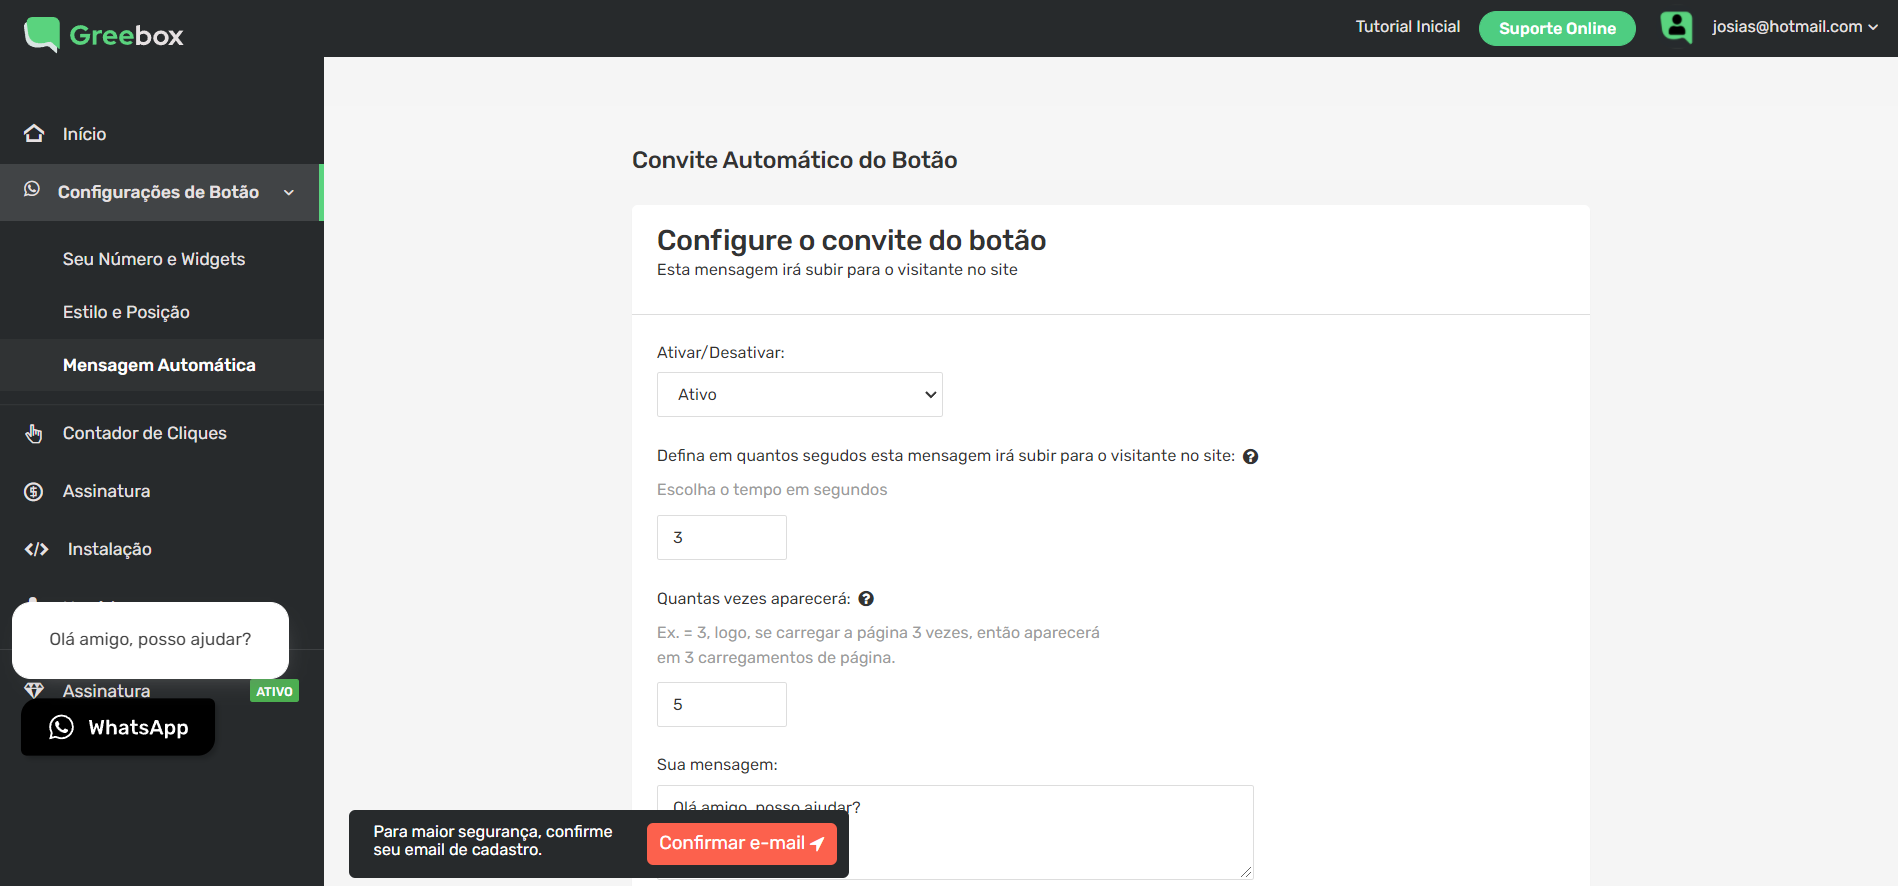 Greebox
Tutorial Inicial
Suporte Online
josias@hotmail.com
Início
Configurações de Botão
Seu Número e Widgets
Estilo e Posição
Mensagem Automática
Contador de Cliques
Assinatura
Instalação
Olá amigo, posso ajudar?
Assinatura
ATIVO
WhatsApp
Convite Automático do Botão
Configure o convite do botão
Esta mensagem irá subir para o visitante no site
Ativar/Desativar:
Ativo
Defina em quantos segudos esta mensagem irá subir para o visitante no site:
Escolha o tempo em segundos
3
Quantas vezes aparecerá:
Ex. = 3, logo, se carregar a página 3 vezes, então aparecerá
em 3 carregamentos de página.
5
Sua mensagem:
Olá amigo, posso ajudar?
Para maior segurança, confirme
seu email de cadastro.
Confirmar e-mail